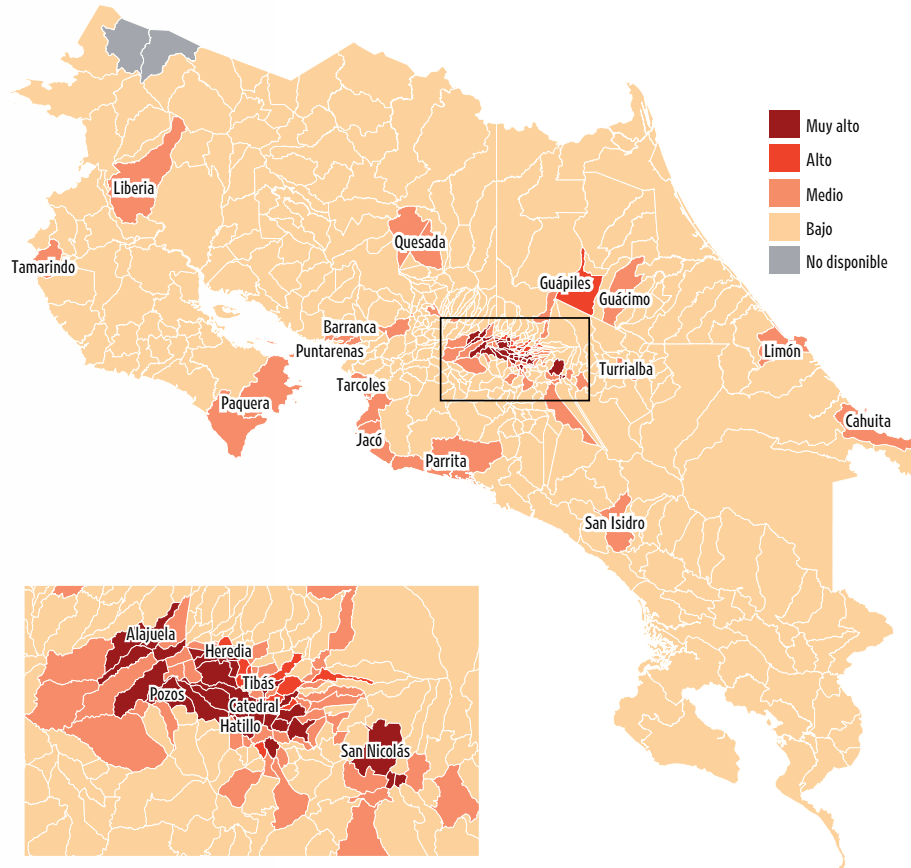 Muy alto
Alto
Medio
Bajo
No disponible
Liberia
Tamarindo
Quesada
Guápiles
Guácimo
Barranca
Puntarenas
Limón
Turrialba
Tarcoles
Paquera
Cahuita
Jacó
Parrita
San Isidro
Alajuela
Heredia
Tibás
Pozos
Catedral
Hatillo
San Nicolás